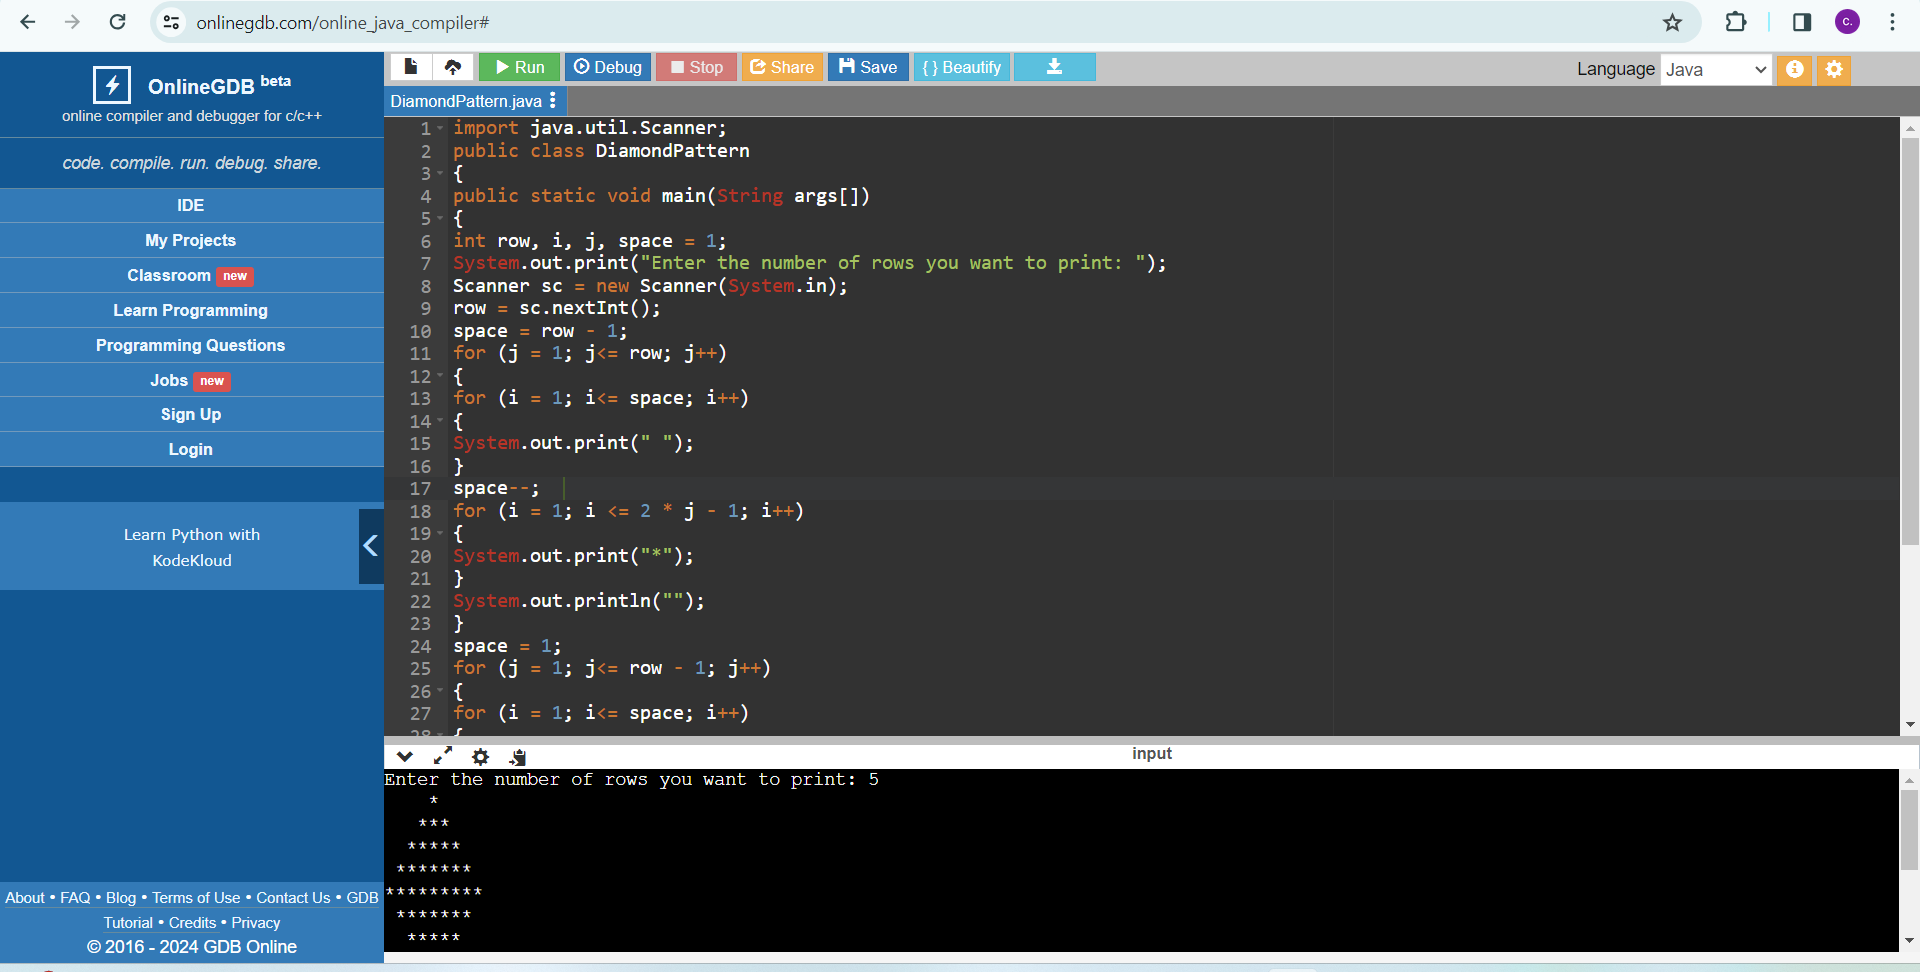 onlinegdb.com/online_java_compiler#
c.
OnlineGDB beta
online compiler and debugger for c/c++
code. compile. run. debug. share.
IDE
My Projects
Classroom new
Learn Programming
Programming Questions
Jobs new
Sign Up
Login
Learn Python with
KodeKloud
About • FAQ • Blog • Terms of Use • Contact Us • GDB
Tutorial • Credits • Privacy
© 2016 - 2024 GDB Online
Run Debug Stop Share Save { } Beautify
Language Java
DiamondPattern.java
1 import java.util.Scanner;
2 public class DiamondPattern
3 {
4 public static void main(String args[])
5 {
6 int row, i, j, space = 1;
7 System.out.print("Enter the number of rows you want to print: ");
8 Scanner sc = new Scanner(System.in);
9 row = sc.nextInt();
10 space = row - 1;
11 for (j = 1; j<= row; j++)
12 {
13 for (i = 1; i<= space; i++)
14 {
15 System.out.print(" ");
16 }
17 space--;
18 for (i = 1; i <= 2 * j - 1; i++)
19 {
20 System.out.print("*");
21 }
22 System.out.println("");
23 }
24 space = 1;
25 for (j = 1; j<= row - 1; j++)
26 {
27 for (i = 1; i<= space; i++)
28 {
input
Enter the number of rows you want to print: 5
    *
   ***
  *****
 *******
*********
 *******
  *****